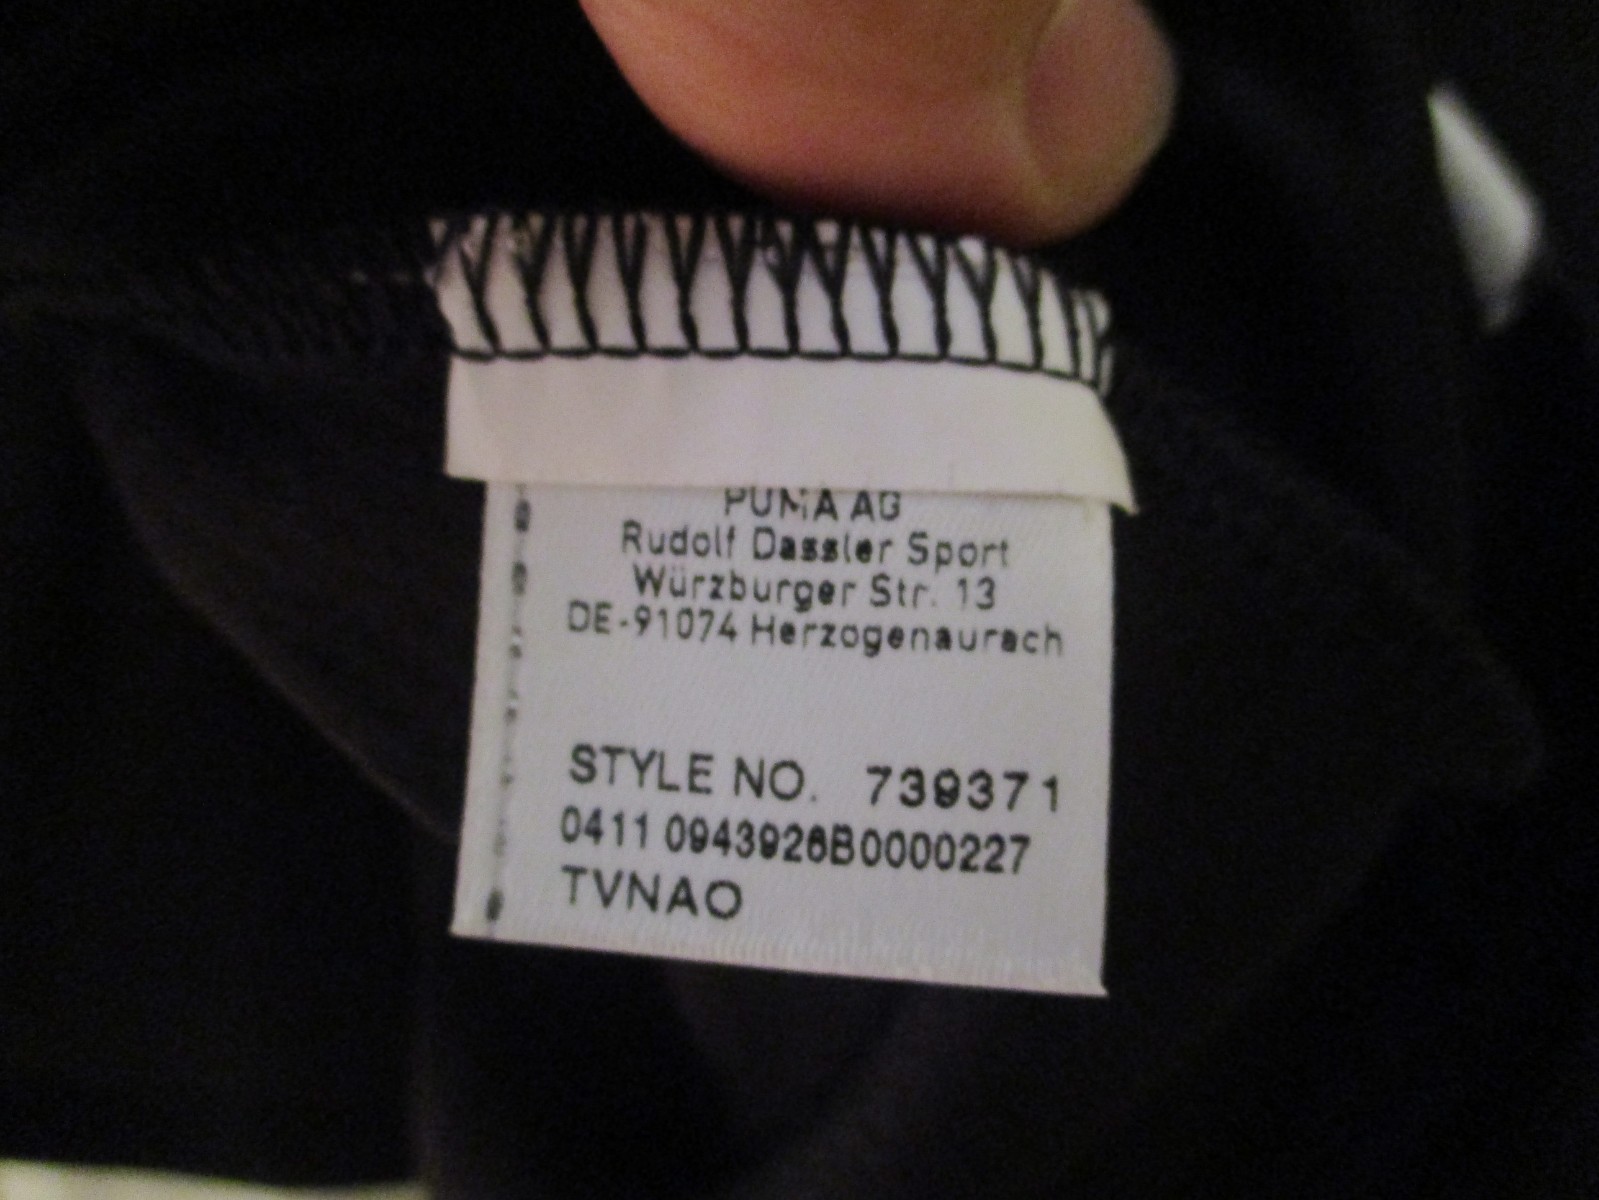 PUMA AG
Rudolf Dassler Sport
Würzburger Str. 13
DE-91074 Herzogenaurach
STYLE NO. 739371
0411 0943926B0000227
TVNAO